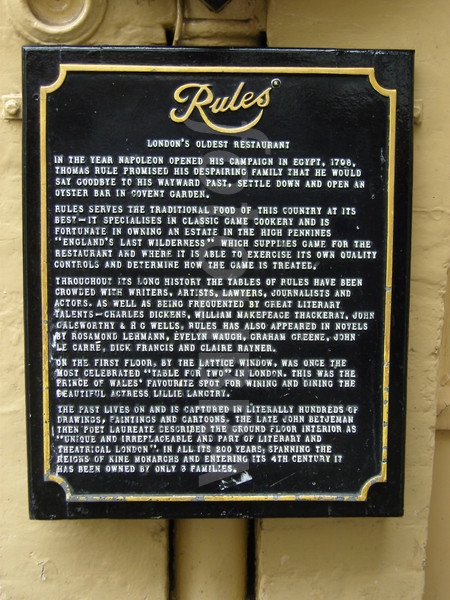 Rules®
LONDON'S OLDEST RESTAURANT
IN THE YEAR NAPOLEON OPENED HIS CAMPAIGN IN EGYPT, 1798,
THOMAS RULE PROMISED HIS DESPAIRING FAMILY THAT HE WOULD
SAY GOODBYE TO HIS WAYWARD PAST, SETTLE DOWN AND OPEN AN
OYSTER BAR IN COVENT GARDEN.
RULES SERVES THE TRADITIONAL FOOD OF THIS COUNTRY AT ITS
BEST—IT SPECIALISES IN CLASSIC GAME COOKERY AND IS
FORTUNATE IN OWNING AN ESTATE IN THE HIGH PENNINES
"ENGLAND'S LAST WILDERNESS" WHICH SUPPLIES GAME FOR THE
RESTAURANT AND WHERE IT IS ABLE TO EXERCISE ITS OWN QUALITY
CONTROLS AND DETERMINE HOW THE GAME IS TREATED.
THROUGHOUT ITS LONG HISTORY THE TABLES OF RULES HAVE BEEN
CROWDED WITH WRITERS, ARTISTS, LAWYERS, JOURNALISTS AND
ACTORS. AS WELL AS BEING FREQUENTED BY GREAT LITERARY
TALENTS—CHARLES DICKENS, WILLIAM MAKEPEACE THACKERAY, JOHN
GALSWORTHY & H G WELLS, RULES HAS ALSO APPEARED IN NOVELS
BY ROSAMOND LEHMANN, EVELYN WAUGH, GRAHAM GREENE, JOHN
LE CARRE, DICK FRANCIS AND CLAIRE RAYNER.
ON THE FIRST FLOOR, BY THE LATTICE WINDOW, WAS ONCE THE
MOST CELEBRATED "TABLE FOR TWO" IN LONDON. THIS WAS THE
PRINCE OF WALES' FAVOURITE SPOT FOR WINING AND DINING THE
BEAUTIFUL ACTRESS LILLIE LANGTRY.
THE PAST LIVES ON AND IS CAPTURED IN LITERALLY HUNDREDS OF
DRAWINGS, PAINTINGS AND CARTOONS. THE LATE JOHN BETJEMAN
THEN POET LAUREATE DESCRIBED THE GROUND FLOOR INTERIOR AS
"UNIQUE AND IRREPLACEABLE AND PART OF LITERARY AND
THEATRICAL LONDON". IN ALL ITS 200 YEARS, SPANNING THE
REIGNS OF NINE MONARCHS AND ENTERING ITS 4TH CENTURY IT
HAS BEEN OWNED BY ONLY 3 FAMILIES.